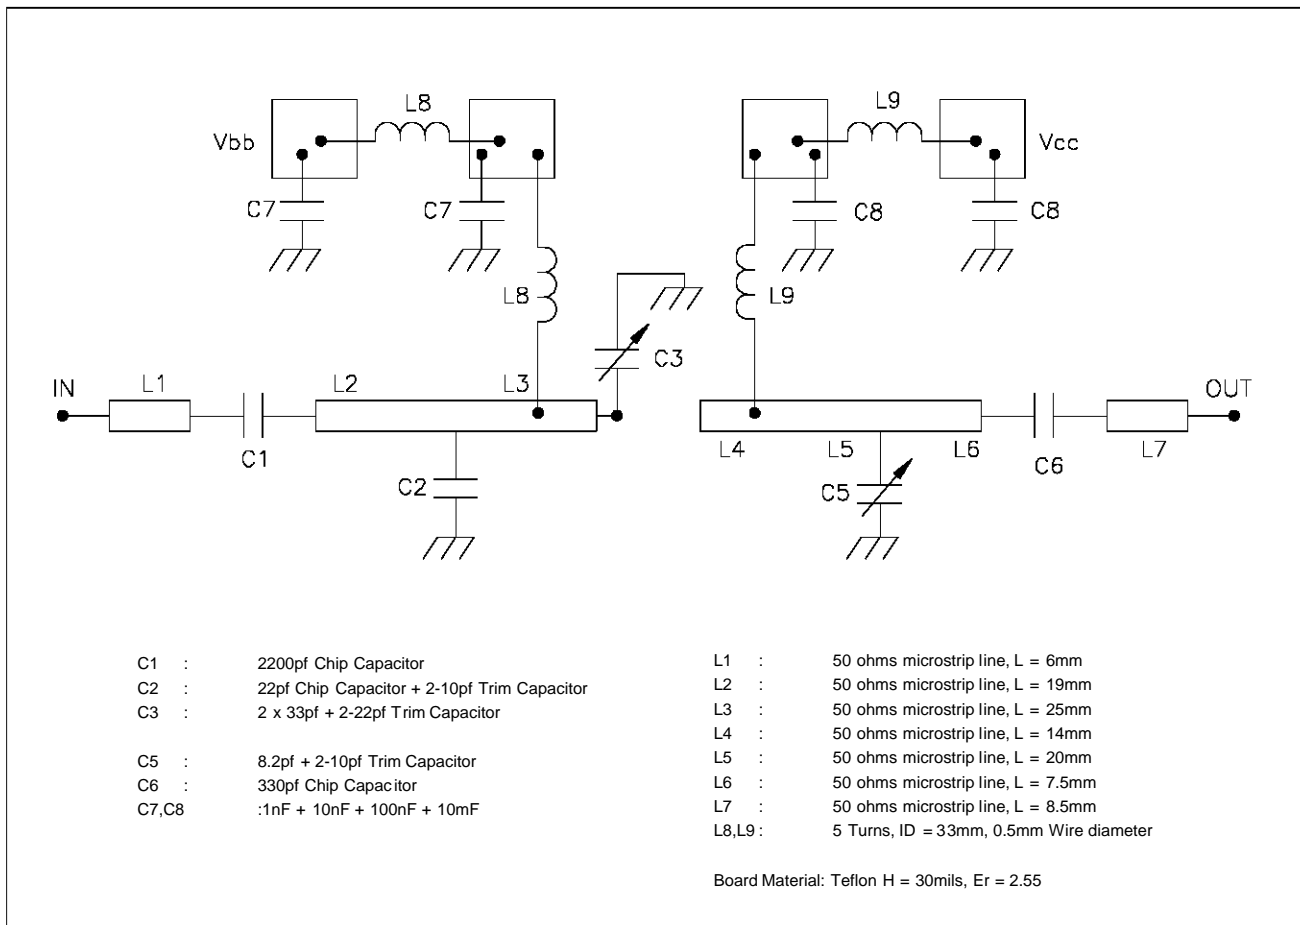 L8
L9
Vbb
Vcc
C7
C7
C8
C8
L8
L9
C3
IN
L1
L2
L3
OUT
C1
L4
L5
L6
C6
L7
C2
C5
C1 : 2200pf Chip Capacitor
C2 : 22pf Chip Capacitor + 2-10pf Trim Capacitor
C3 : 2 x 33pf + 2-22pf Trim Capacitor
C5 : 8.2pf + 2-10pf Trim Capacitor
C6 : 330pf Chip Capacitor
C7,C8 :1nF + 10nF + 100nF + 10mF
L1 : 50 ohms microstrip line, L = 6mm
L2 : 50 ohms microstrip line, L = 19mm
L3 : 50 ohms microstrip line, L = 25mm
L4 : 50 ohms microstrip line, L = 14mm
L5 : 50 ohms microstrip line, L = 20mm
L6 : 50 ohms microstrip line, L = 7.5mm
L7 : 50 ohms microstrip line, L = 8.5mm
L8,L9 : 5 Turns, ID = 33mm, 0.5mm Wire diameter
Board Material: Teflon H = 30mils, Er = 2.55